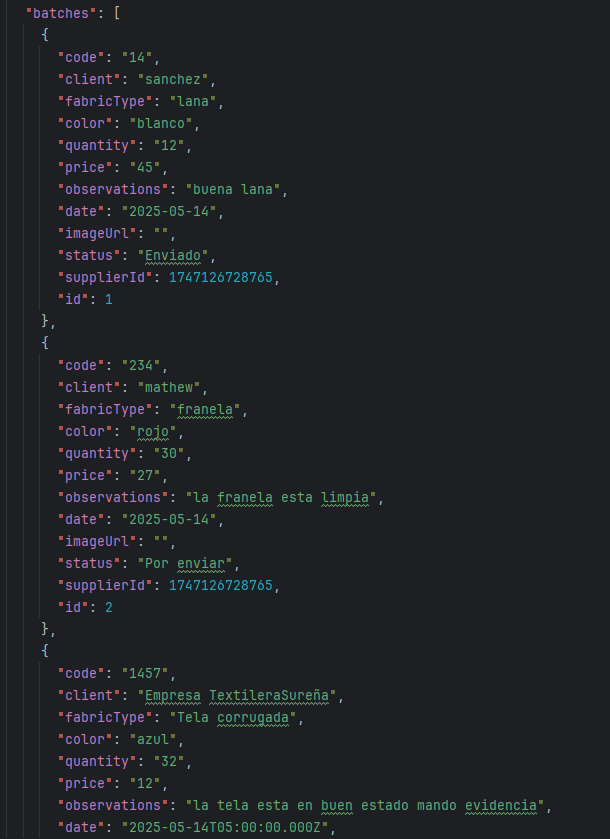 "batches": [
{
"code": "14",
"client": "sanchez",
"fabricType": "lana",
"color": "blanco",
"quantity": "12",
"price": "45",
"observations": "buena lana",
"date": "2025-05-14",
"imageUrl": "",
"status": "Enviado",
"supplierId": 1747126728765,
"id": 1
},
{
"code": "234",
"client": "mathew",
"fabricType": "franela",
"color": "rojo",
"quantity": "30",
"price": "27",
"observations": "la franela esta limpia",
"date": "2025-05-14",
"imageUrl": "",
"status": "Por enviar",
"supplierId": 1747126728765,
"id": 2
},
{
"code": "1457",
"client": "Empresa TextileraSureña",
"fabricType": "Tela corrugada",
"color": "azul",
"quantity": "32",
"price": "12",
"observations": "la tela esta en buen estado mando evidencia",
"date": "2025-05-14T05:00:00.000Z",